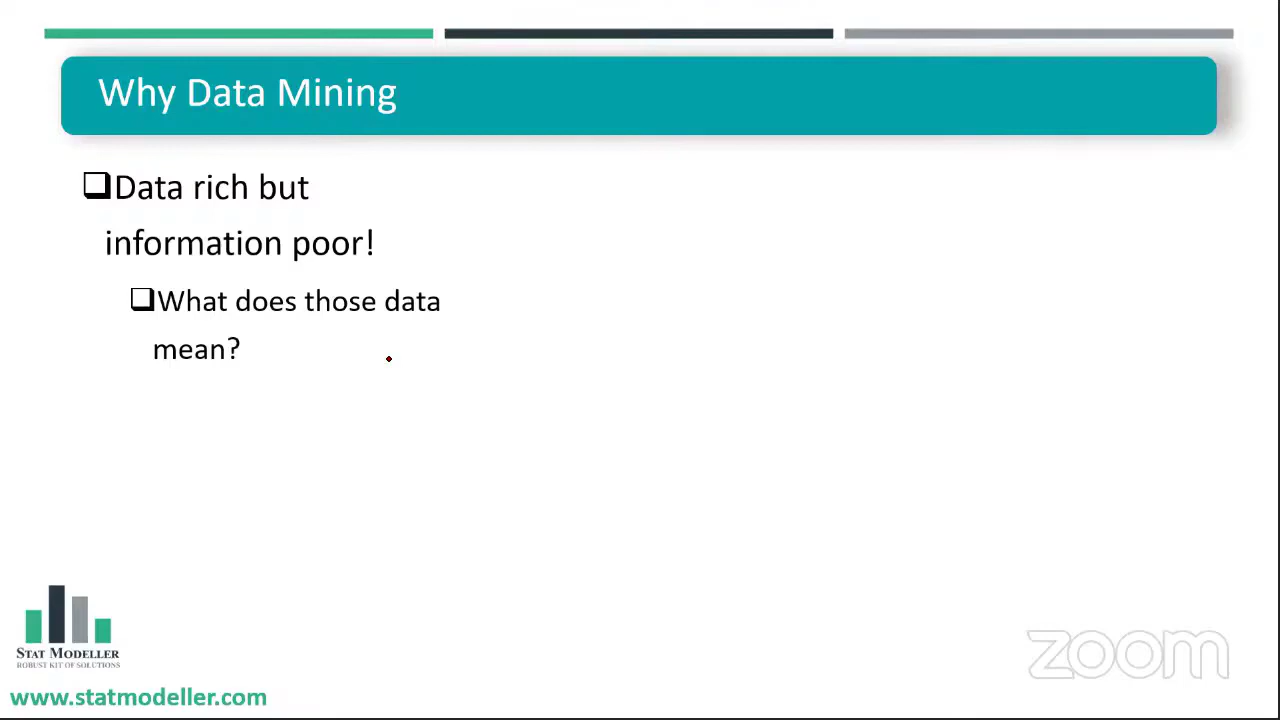 Why Data Mining
Data rich but
information poor!
What does those data
mean?
STAT MODELLER
ROBUST KIT OF SOLUTIONS
www.statmodeller.com
zoom